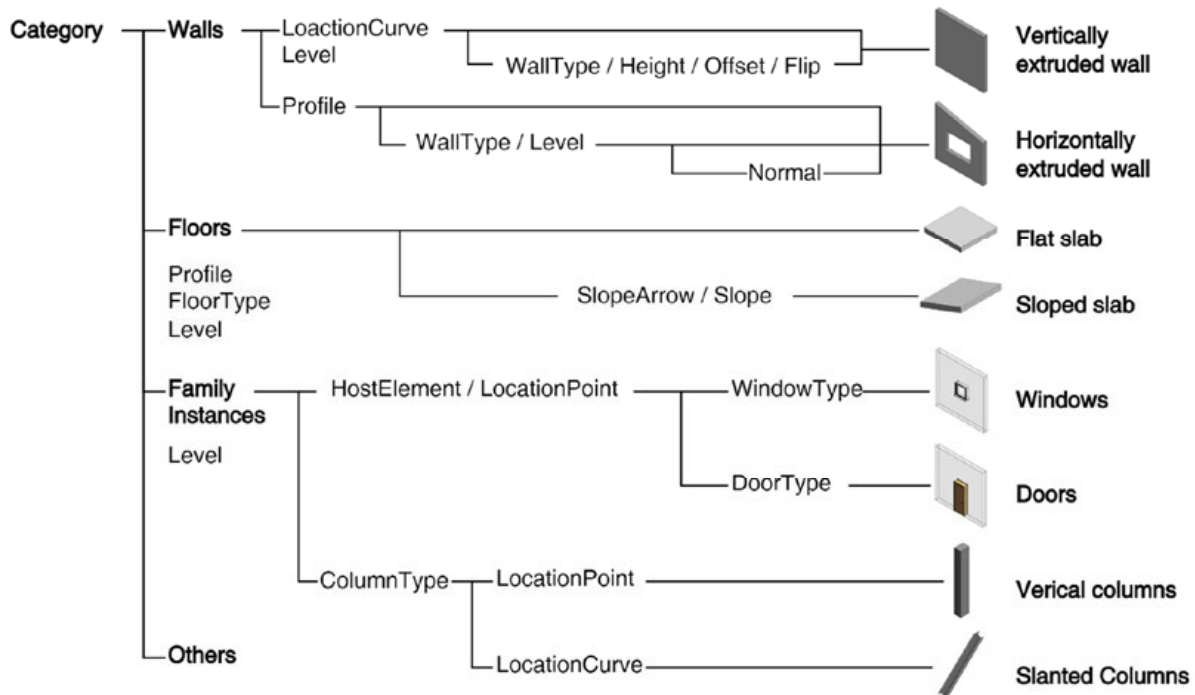 Category
Walls
LoactionCurve
Level
WallType / Height / Offset / Flip
Vertically
extruded wall
Profile
WallType / Level
Normal
Horizontally
extruded wall
Floors
Profile
FloorType
Level
Flat slab
SlopeArrow / Slope
Sloped slab
Family
Instances
Level
HostElement / LocationPoint
WindowType
Windows
DoorType
Doors
ColumnType
LocationPoint
Verical columns
LocationCurve
Slanted Columns
Others